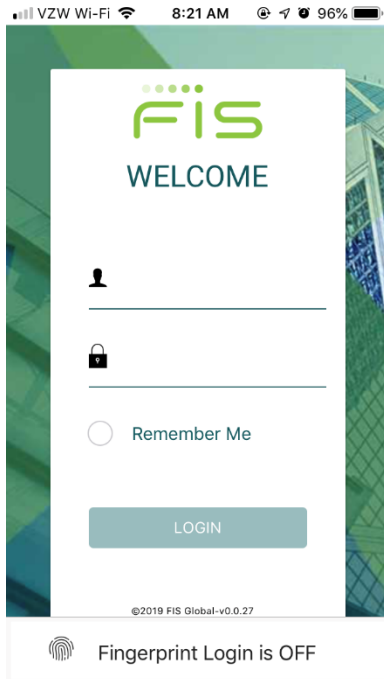 VZW Wi-Fi 8:21 AM 96%
FIS
WELCOME
Remember Me
LOGIN
©2019 FIS Global-v0.0.27
Fingerprint Login is OFF